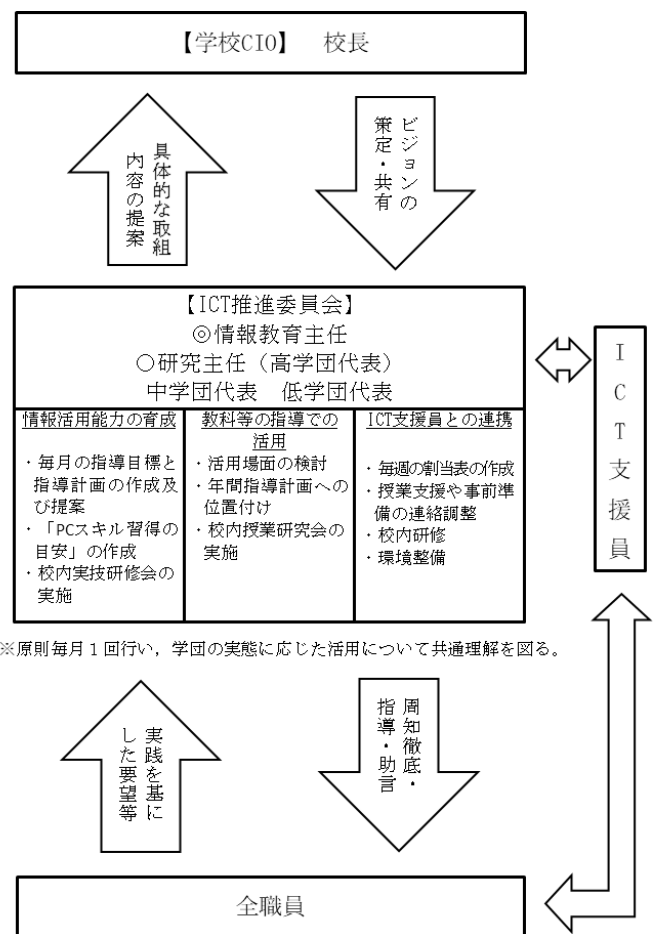 【学校CIO】　校長
具体的な取組
内容の提案
ビジョンの
策定・共有
【ICT推進委員会】
◎情報教育主任
○研究主任（高学団代表）
中学団代表　低学団代表
情報活用能力の育成
・毎月の指導目標と
指導計画の作成及
び提案
・「PCスキル習得の
目安」の作成
・校内実技研修会の
実施
教科等の指導での
活用
・活用場面の検討
・年間指導計画への
位置付け
・校内授業研究会の
実施
ICT支援員との連携
・毎週の割当表の作成
・授業支援や事前準
備の連絡調整
・校内研修
・環境整備
ICT支援員
※原則毎月１回行い，学団の実態に応じた活用について共通理解を図る。
実践を基に
した要望等
周知徹底・
指導・助言
全職員